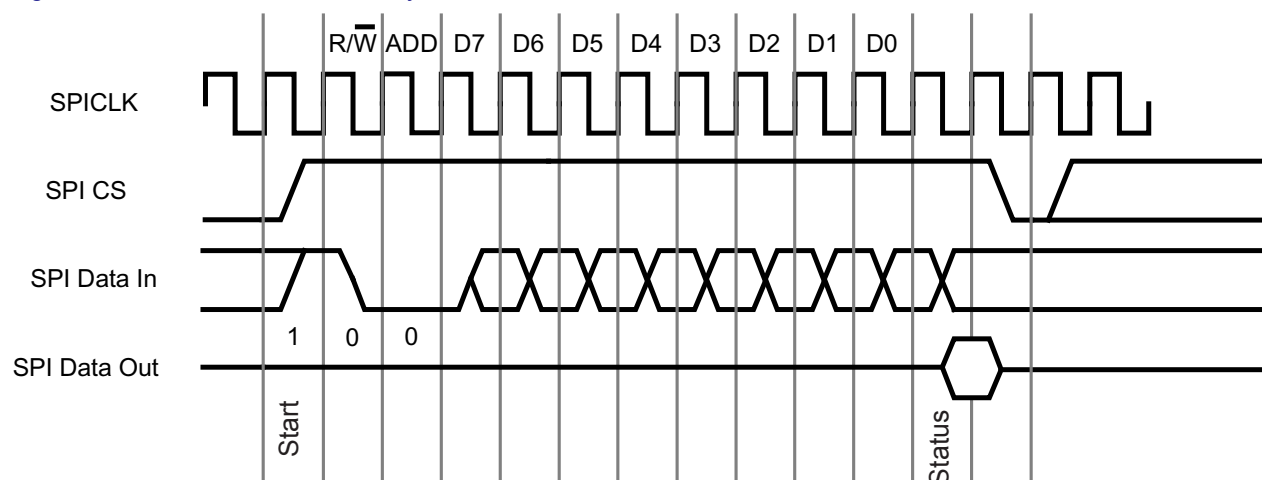 R/W ADD D7 D6 D5 D4 D3 D2 D1 D0
SPICLK
SPI CS
SPI Data In
1 0 0
SPI Data Out
Start
Status